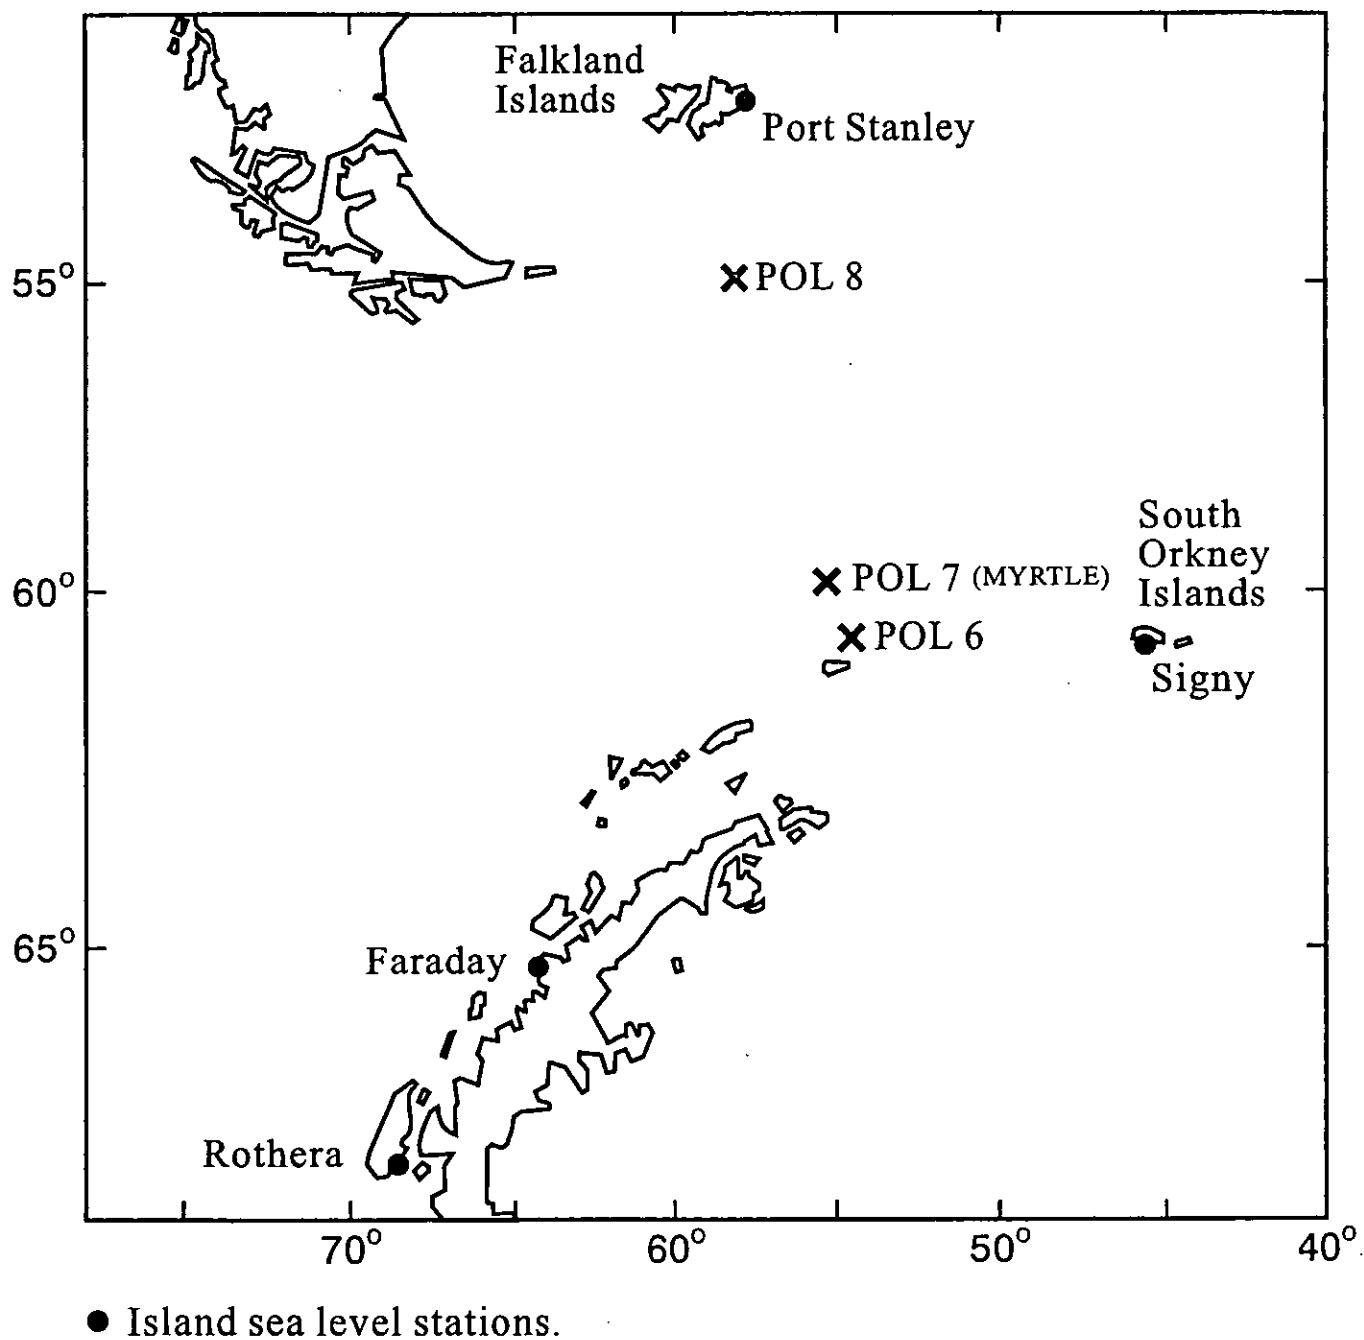 Falkland
Islands
Port Stanley
55°
POL 8
South
Orkney
Islands
60°
POL 7 (MYRTLE)
POL 6
Signy
65°
Faraday
Rothera
70°
60°
50°
40°
● Island sea level stations.